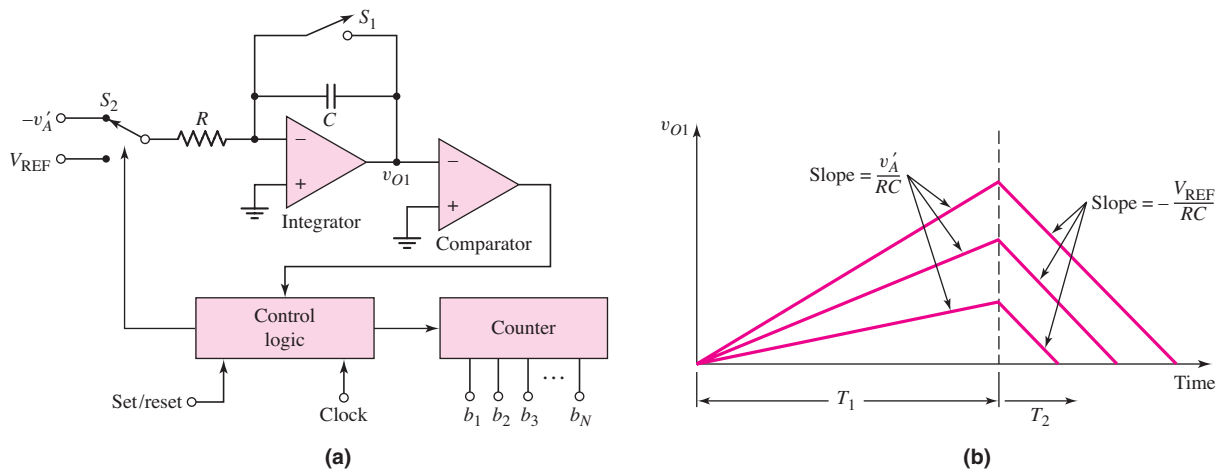 S1
S2
R
C
−v′A
VREF
−
+
vO1
Integrator
−
+
Comparator
Control
logic
Counter
Set/reset
Clock
b1 b2 b3 ... bN
(a)
vO1
Slope = v′A/RC
Slope = −VREF/RC
Time
T1
T2
(b)